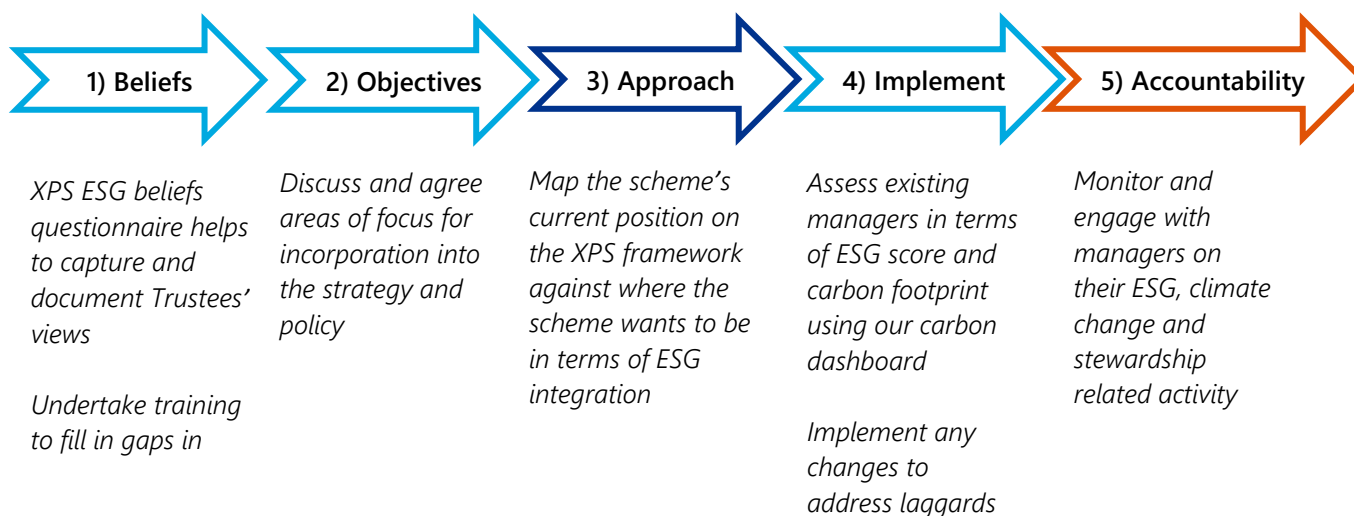 1) Beliefs
2) Objectives
3) Approach
4) Implement
5) Accountability
XPS ESG beliefs
questionnaire helps
to capture and
document Trustees’
views
Undertake training
to fill in gaps in
Discuss and agree
areas of focus for
incorporation into
the strategy and
policy
Map the scheme’s
current position on
the XPS framework
against where the
scheme wants to be
in terms of ESG
integration
Assess existing
managers in terms
of ESG score and
carbon footprint
using our carbon
dashboard
Implement any
changes to
address laggards
Monitor and
engage with
managers on
their ESG, climate
change and
stewardship
related activity